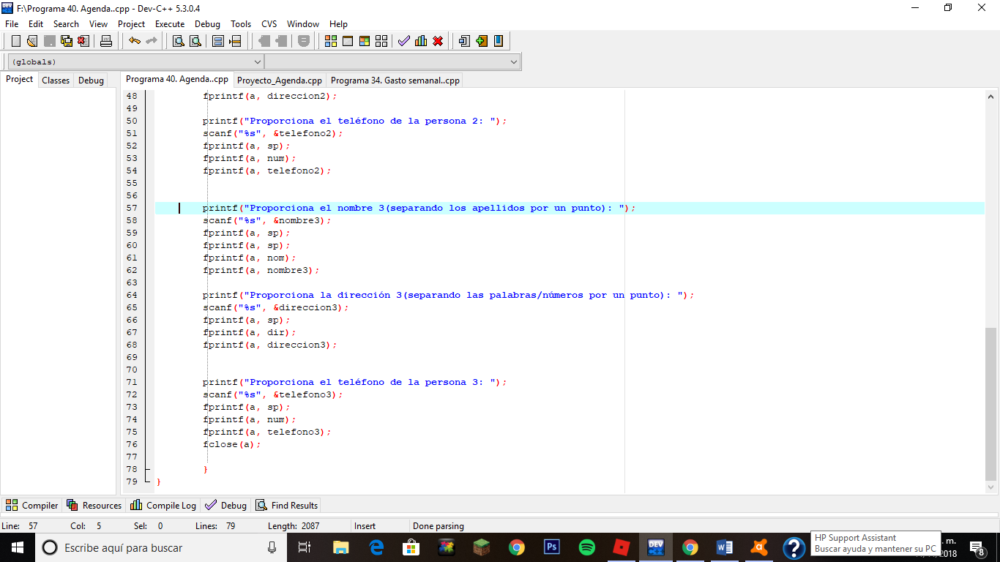 F:\Programa 40. Agenda..cpp - Dev-C++ 5.3.0.4
File Edit Search View Project Execute Debug Tools CVS Window Help
(globals)
Project Classes Debug
Programa 40. Agenda..cpp Proyecto_Agenda.cpp Programa 34. Gasto semanal..cpp
48 fprintf(a, direccion2);
49
50 printf("Proporciona el teléfono de la persona 2: ");
51 scanf("%s", &telefono2);
52 fprintf(a, sp);
53 fprintf(a, num);
54 fprintf(a, telefono2);
55
56
57 printf("Proporciona el nombre 3(separando los apellidos por un punto): ");
58 scanf("%s", &nombre3);
59 fprintf(a, sp);
60 fprintf(a, sp);
61 fprintf(a, nom);
62 fprintf(a, nombre3);
63
64 printf("Proporciona la dirección 3(separando las palabras/números por un punto): ");
65 scanf("%s", &direccion3);
66 fprintf(a, sp);
67 fprintf(a, dir);
68 fprintf(a, direccion3);
69
70
71 printf("Proporciona el teléfono de la persona 3: ");
72 scanf("%s", &telefono3);
73 fprintf(a, sp);
74 fprintf(a, num);
75 fprintf(a, telefono3);
76 fclose(a);
77
78 }
79 }
Compiler Resources Compile Log Debug Find Results
Line: 57 Col: 5 Sel: 0 Lines: 79 Length: 2087 Insert Done parsing
Escribe aquí para buscar
Ps
DEV
HP Support Assistant
Buscar ayuda y mantener su PC
. m.
/2018
8